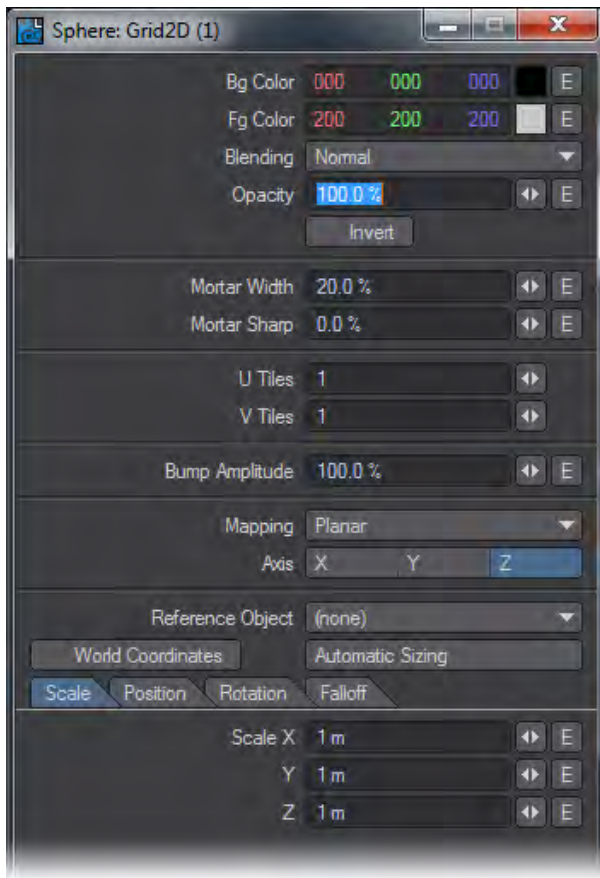 Sphere: Grid2D (1)
Bg Color 000 000 000 E
Fg Color 200 200 200 E
Blending Normal
Opacity 100.0 % E
Invert
Mortar Width 20.0 % E
Mortar Sharp 0.0 % E
U Tiles 1
V Tiles 1
Bump Amplitude 100.0 % E
Mapping Planar
Axis X Y Z
Reference Object (none)
World Coordinates Automatic Sizing
Scale Position Rotation Falloff
Scale X 1 m E
Y 1 m E
Z 1 m E